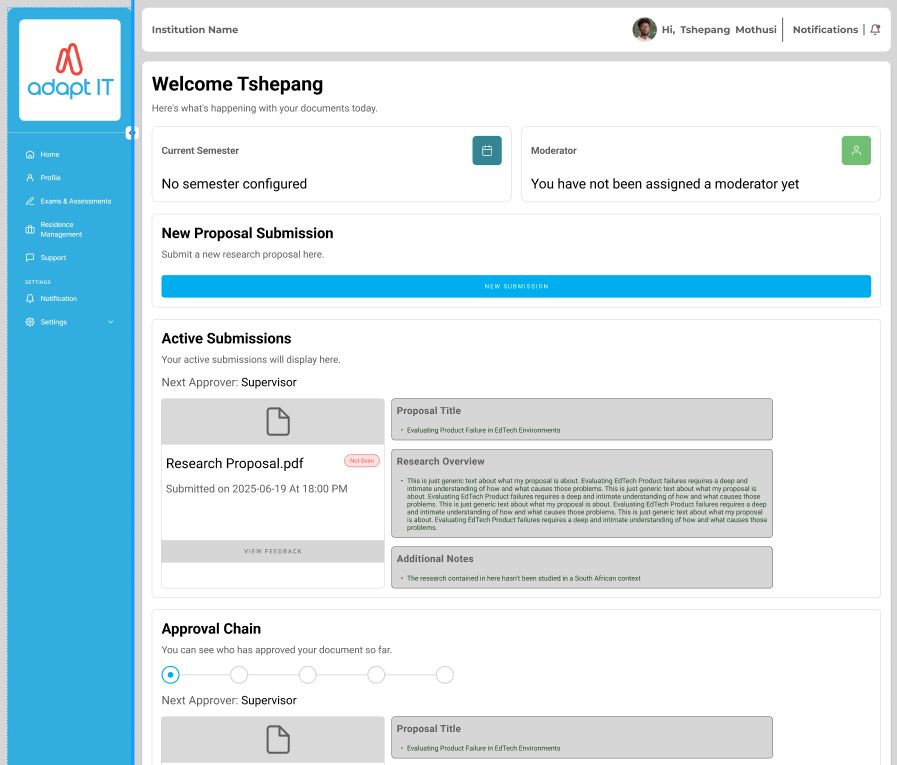 adapt IT
Home
Profile
Exams & Assessments
Residence
Management
Support
SETTINGS
Notification
Settings
Institution Name
Hi, Tshepang Mothusi
Notifications |
Welcome Tshepang
Here's what's happening with your documents today.
Current Semester
No semester configured
Moderator
You have not been assigned a moderator yet
New Proposal Submission
Submit a new research proposal here.
NEW SUBMISSION
Active Submissions
Your active submissions will display here.
Next Approver: Supervisor
Research Proposal.pdf
Not Seen
Submitted on 2025-06-19 At 18:00 PM
VIEW FEEDBACK
Proposal Title
• Evaluating Product Failure in EdTech Environments
Research Overview
• This is just generic text about what my proposal is about. Evaluating EdTech Product failures requires a deep and
intimate understanding of how and what causes those problems. This is just generic text about what my proposal is
about. Evaluating EdTech Product failures requires a deep and intimate understanding of how and what causes those
problems. This is just generic text about what my proposal is about. Evaluating EdTech Product failures requires a deep
and intimate understanding of how and what causes those problems. This is just generic text about what my proposal
is about. Evaluating EdTech Product failures requires a deep and intimate understanding of how and what causes those
problems.
Additional Notes
• The research contained in here hasn't been studied in a South African context
Approval Chain
You can see who has approved your document so far.
Next Approver: Supervisor
Proposal Title
• Evaluating Product Failure in EdTech Environments